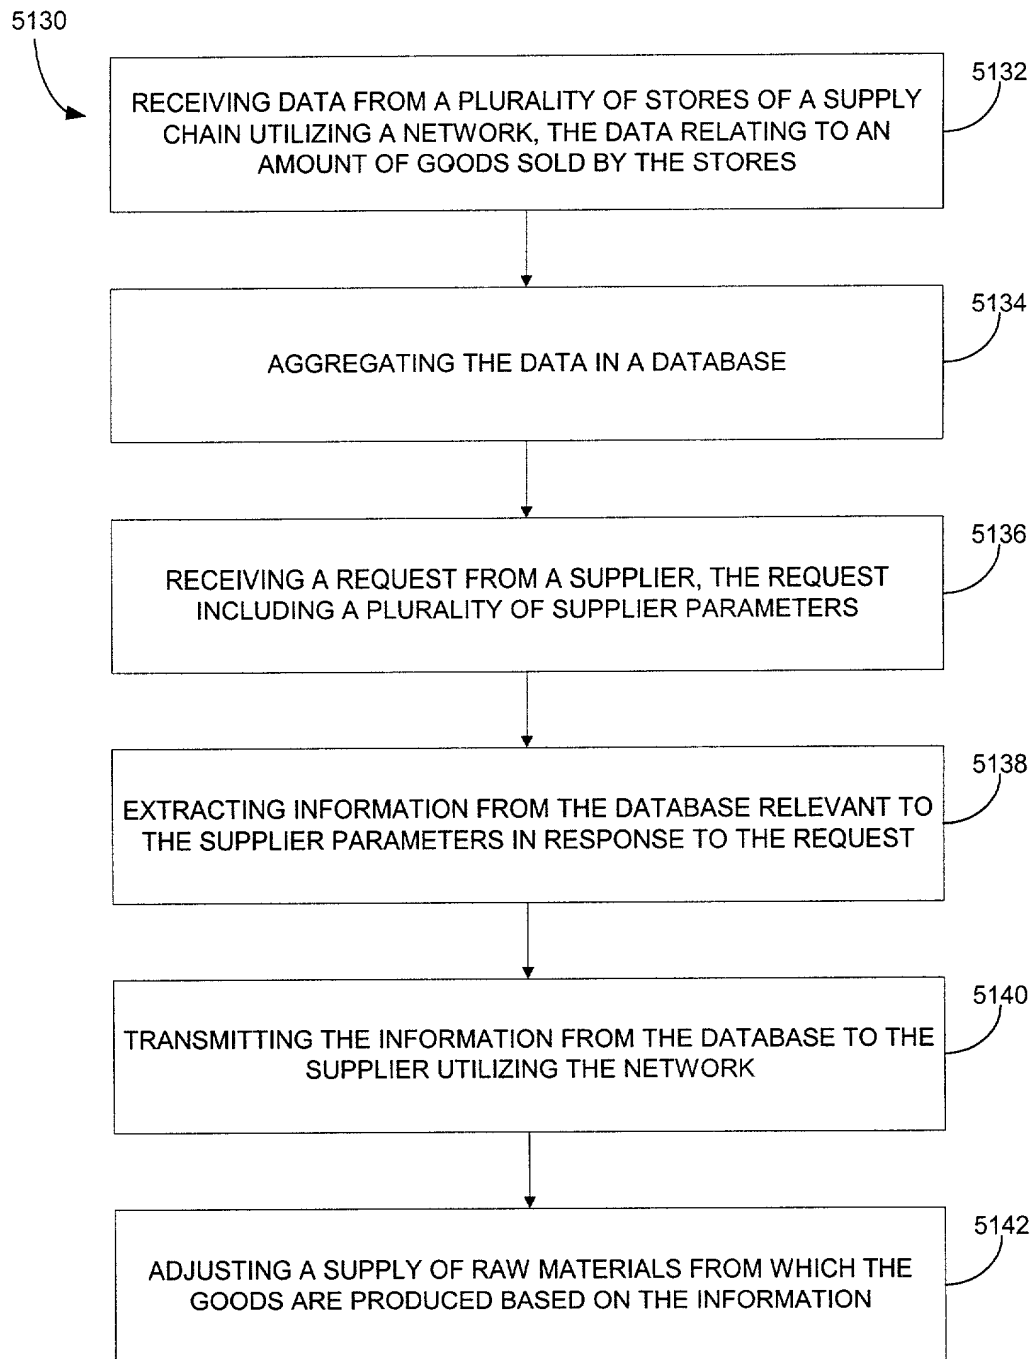 5130
5132
RECEIVING DATA FROM A PLURALITY OF STORES OF A SUPPLY
CHAIN UTILIZING A NETWORK, THE DATA RELATING TO AN
AMOUNT OF GOODS SOLD BY THE STORES
5134
AGGREGATING THE DATA IN A DATABASE
5136
RECEIVING A REQUEST FROM A SUPPLIER, THE REQUEST
INCLUDING A PLURALITY OF SUPPLIER PARAMETERS
5138
EXTRACTING INFORMATION FROM THE DATABASE RELEVANT TO
THE SUPPLIER PARAMETERS IN RESPONSE TO THE REQUEST
5140
TRANSMITTING THE INFORMATION FROM THE DATABASE TO THE
SUPPLIER UTILIZING THE NETWORK
5142
ADJUSTING A SUPPLY OF RAW MATERIALS FROM WHICH THE
GOODS ARE PRODUCED BASED ON THE INFORMATION